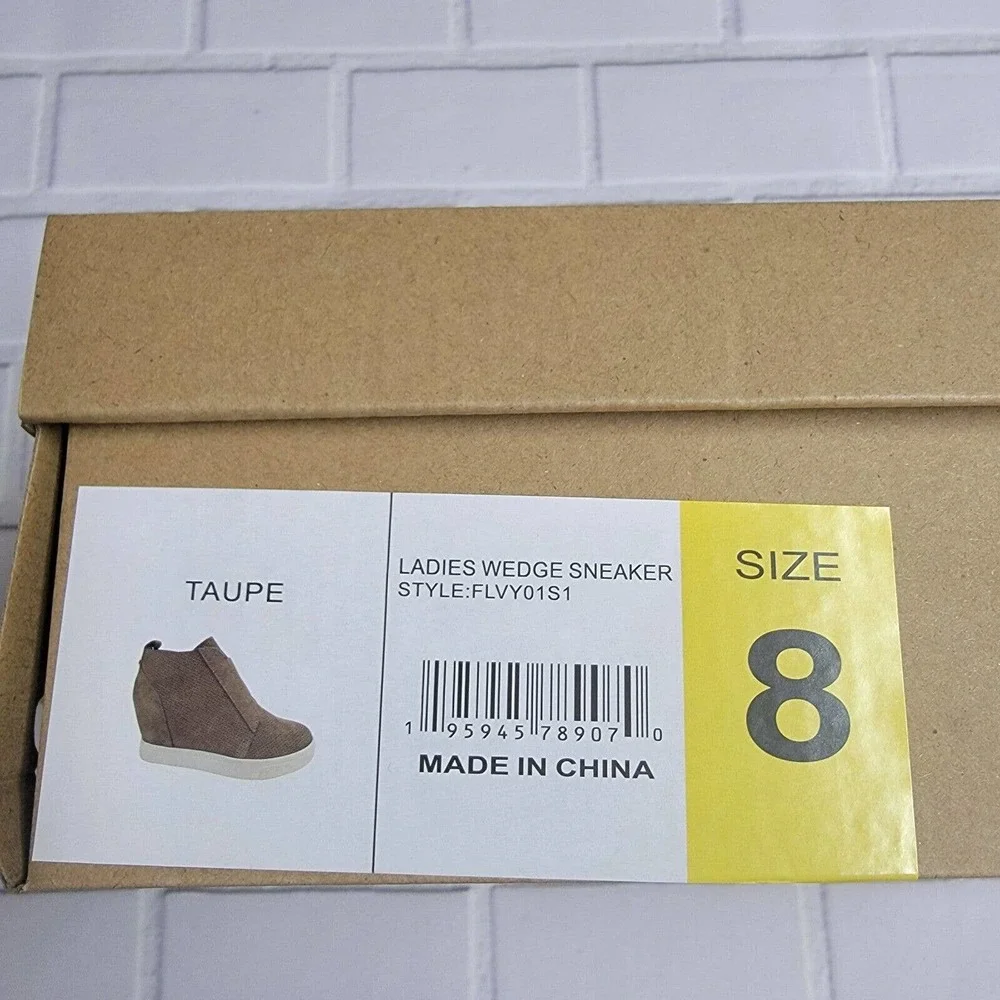 TAUPE
LADIES WEDGE SNEAKER
STYLE:FLVY01S1
1 95945 78907 0
MADE IN CHINA
SIZE
8